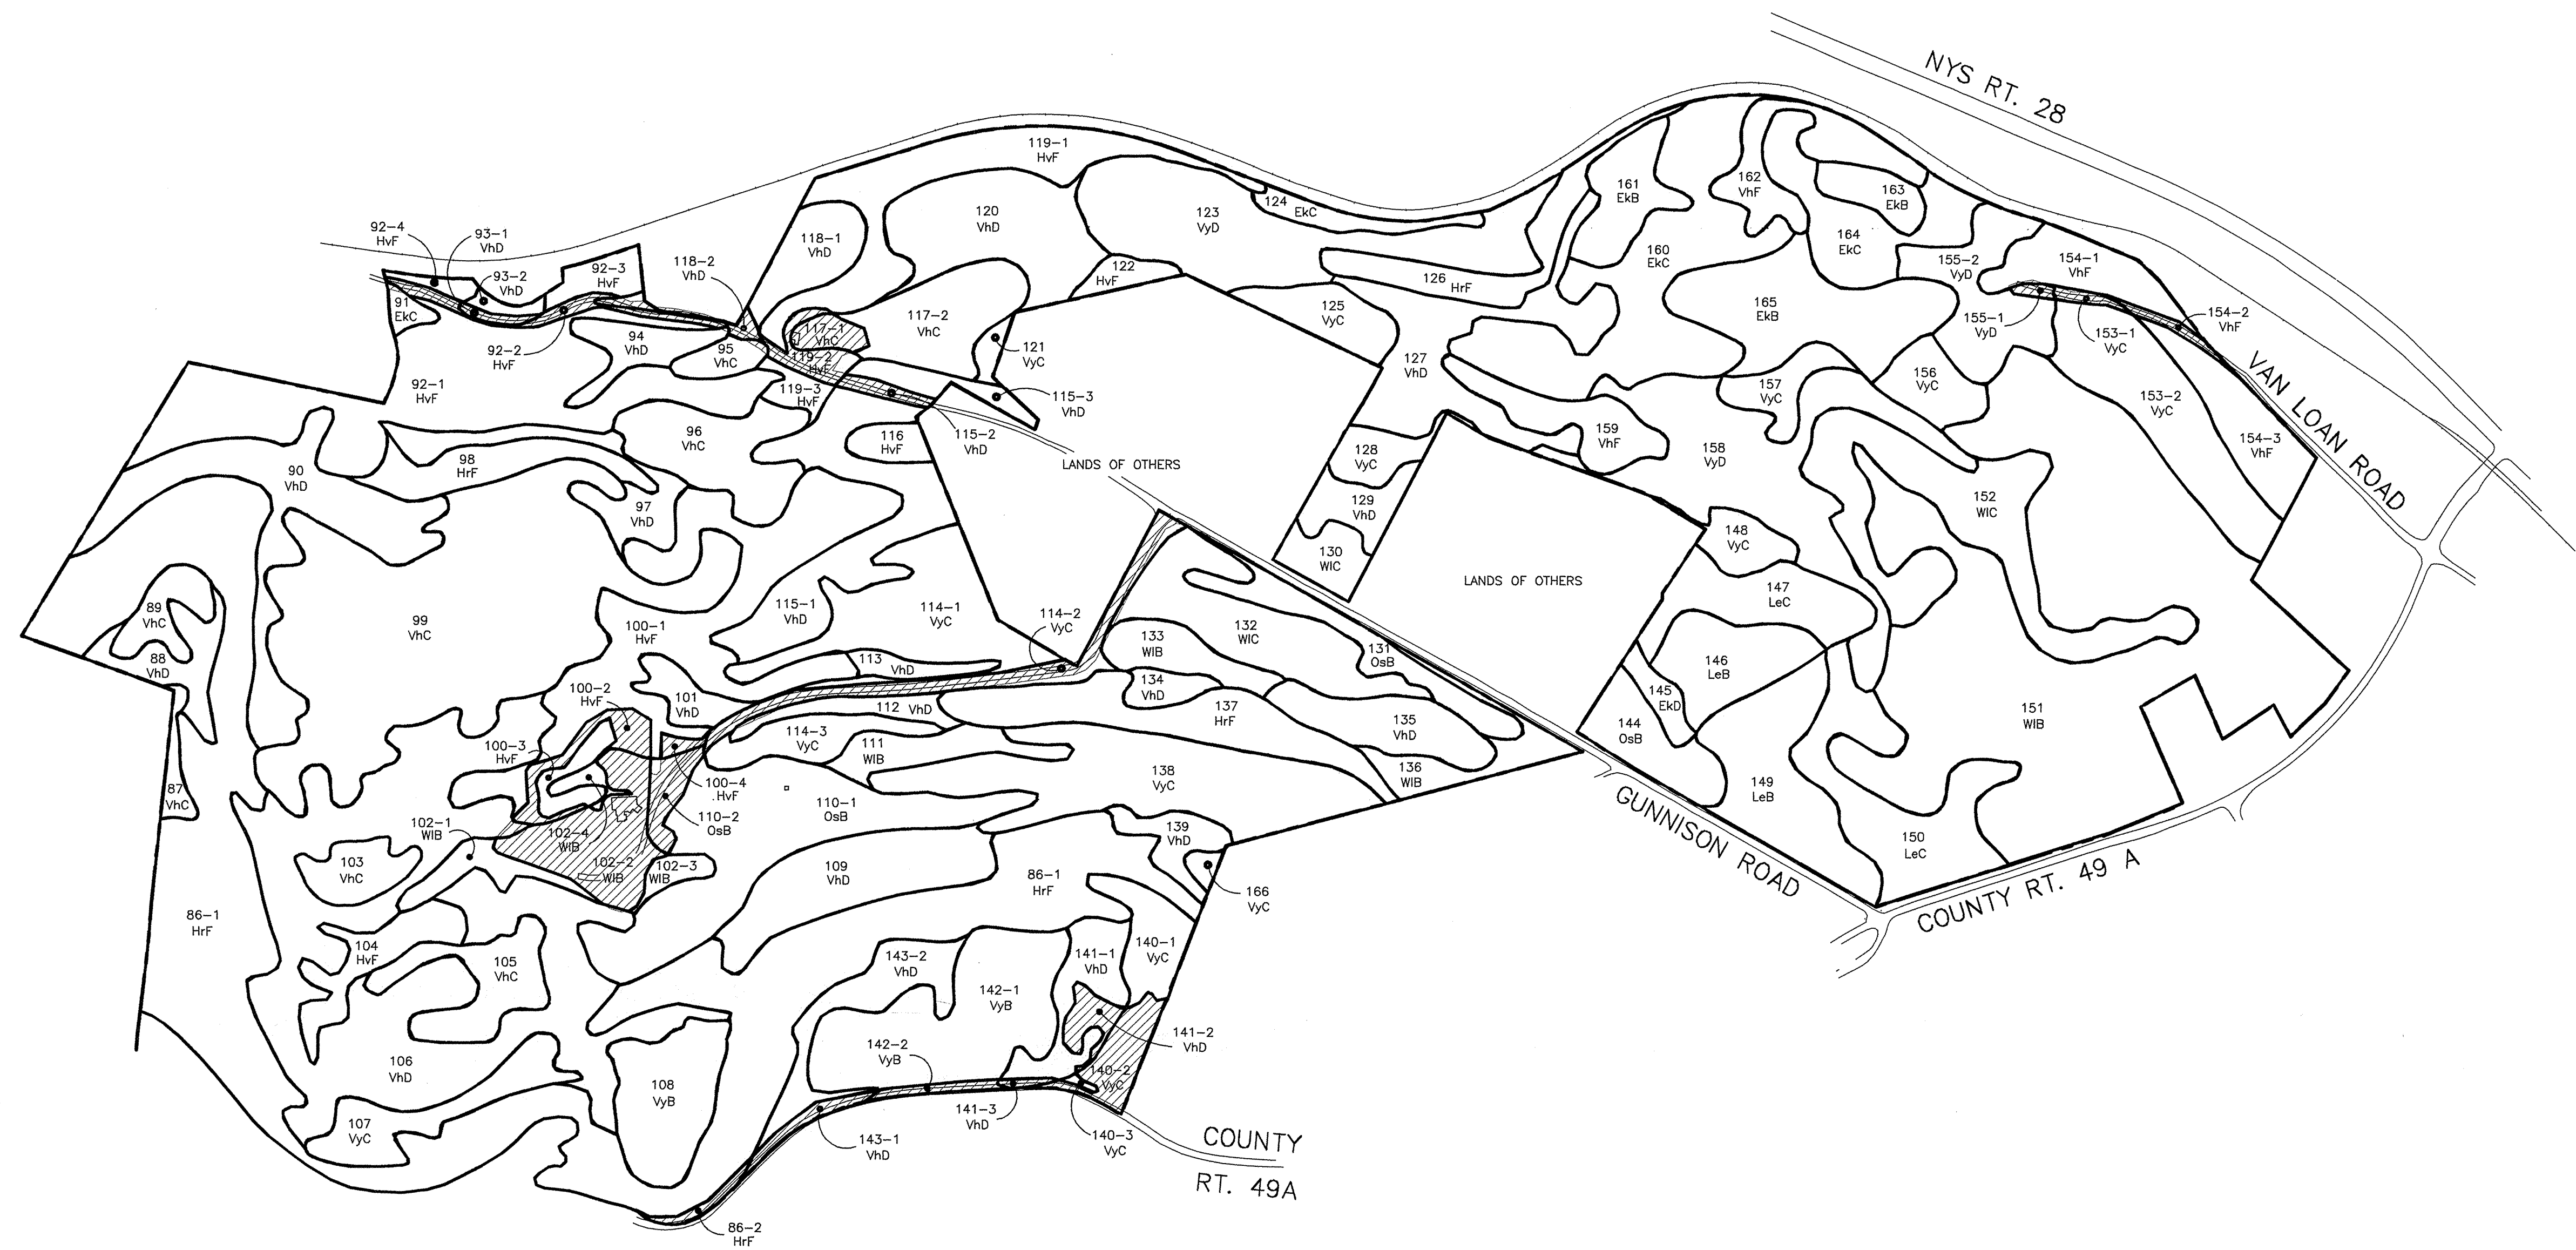 NYS RT. 28
119-1
HvF
161
EkB
162
VhF
163
EkB
120
VhD
123
VyD
124
EkC
92-4
HvF
93-1
VhD
118-1
VhD
164
EkC
160
EkC
118-2
VhD
92-3
HvF
93-2
VhD
122
HvF
126 HrF
155-2
VyD
154-1
VhF
91
EkC
165
EkB
125
VyC
117-2
VhC
117-1
VhC
154-2
VhF
155-1
VyD
153-1
VyC
94
VhD
95
VhC
92-2
HvF
119-2
HvF
121
VyC
127
VhD
156
VyC
92-1
HvF
119-3
HvF
157
VyC
115-3
VhD
153-2
VyC
VAN LOAN ROAD
96
VhC
116
HvF
115-2
VhD
159
VhF
154-3
VhF
128
VyC
158
VyD
LANDS OF OTHERS
98
HrF
90
VhD
97
VhD
129
VhD
152
WlC
148
VyC
130
WlC
LANDS OF OTHERS
147
LeC
89
VhC
99
VhC
100-1
HvF
115-1
VhD
114-1
VyC
114-2
VyC
133
WlB
132
WlC
131
OsB
88
VhD
113
VhD
146
LeB
134
VhD
100-2
HvF
101
VhD
145
EkD
112
VhD
137
HrF
151
WlB
144
OsB
135
VhD
114-3
VyC
111
WlB
100-3
HvF
136
WlB
138
VyC
100-4
HvF
149
LeB
87
VhC
110-1
OsB
110-2
OsB
GUNNISON ROAD
102-1
WlB
102-4
WlB
139
VhD
150
LeC
103
VhC
102-2
WlB
102-3
WlB
109
VhD
86-1
HrF
COUNTY RT. 49 A
166
VyC
86-1
HrF
104
HvF
140-1
VyC
105
VhC
143-2
VhD
141-1
VhD
142-1
VyB
141-2
VhD
142-2
VyB
106
VhD
140-2
VyC
108
VyB
141-3
VhD
107
VyC
143-1
VhD
140-3
VyC
COUNTY
RT. 49A
86-2
HrF